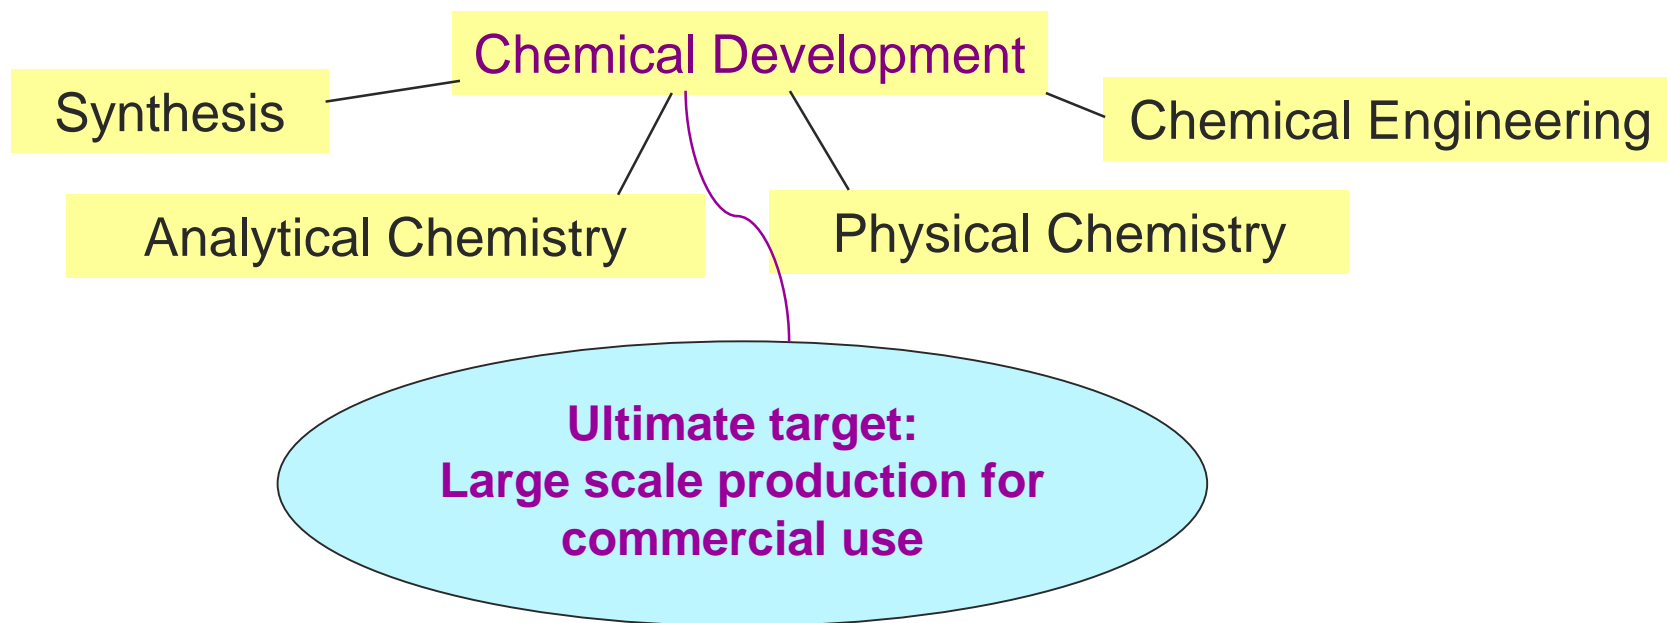 Chemical Development
Synthesis
Chemical Engineering
Analytical Chemistry
Physical Chemistry
Ultimate target:
Large scale production for
commercial use